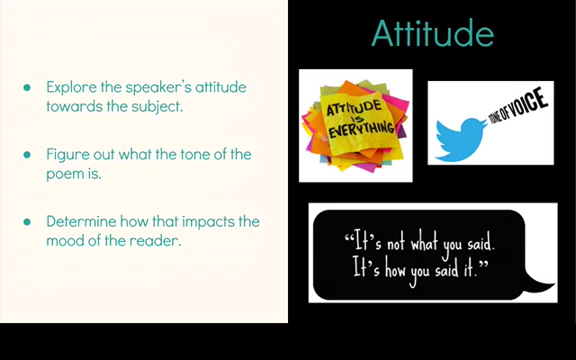 Attitude
● Explore the speaker's attitude
towards the subject.
● Figure out what the tone of the
poem is.
● Determine how that impacts the
mood of the reader.
ATTITUDE
IS
EVERYTHING
TONE OF VOICE
“It's not what you said.
It's how you said it.”